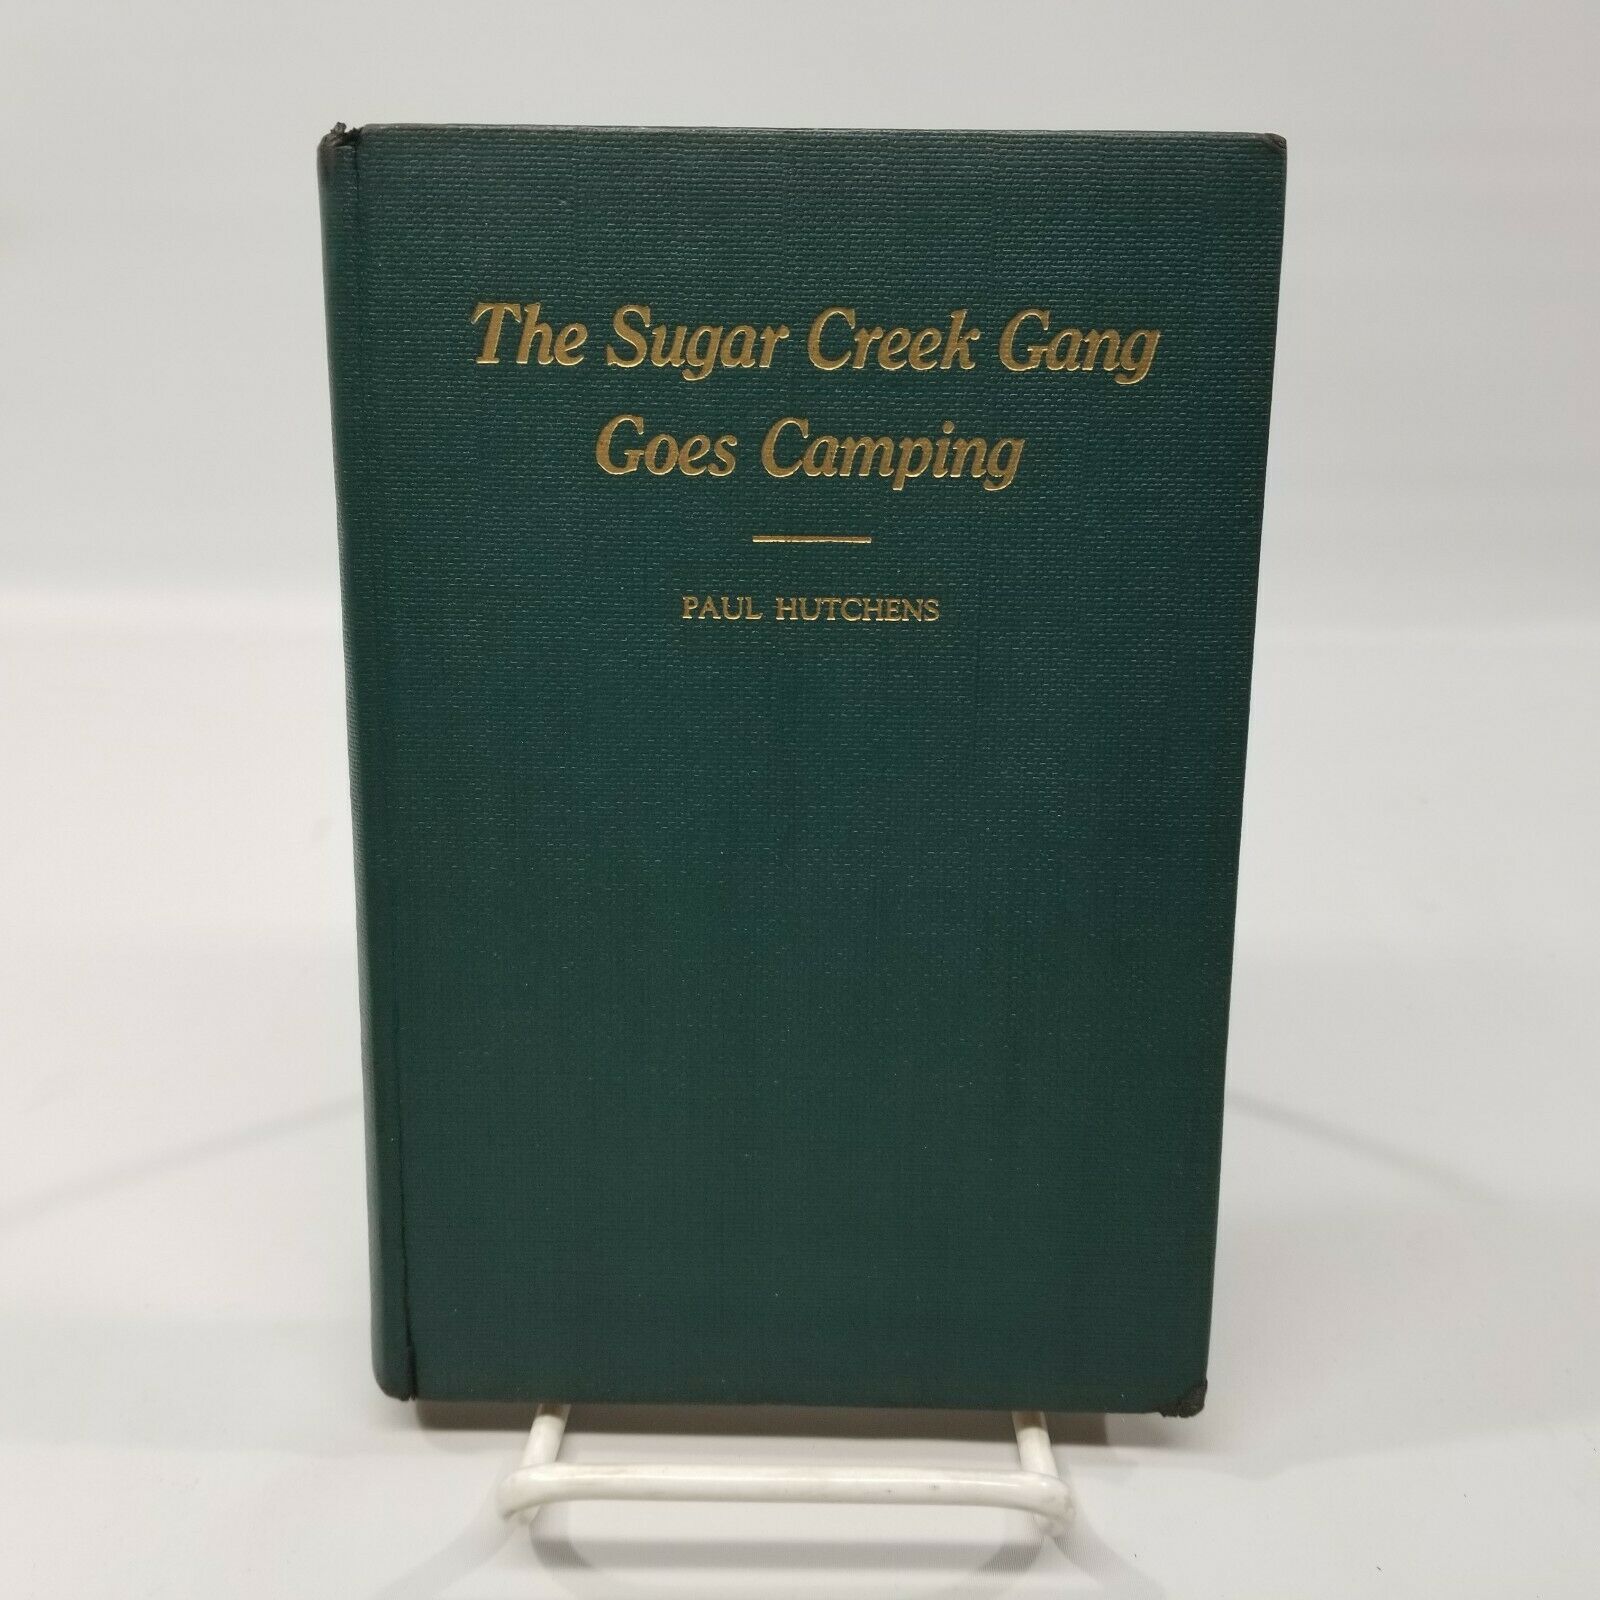 The Sugar Creek Gang
Goes Camping
PAUL HUTCHENS